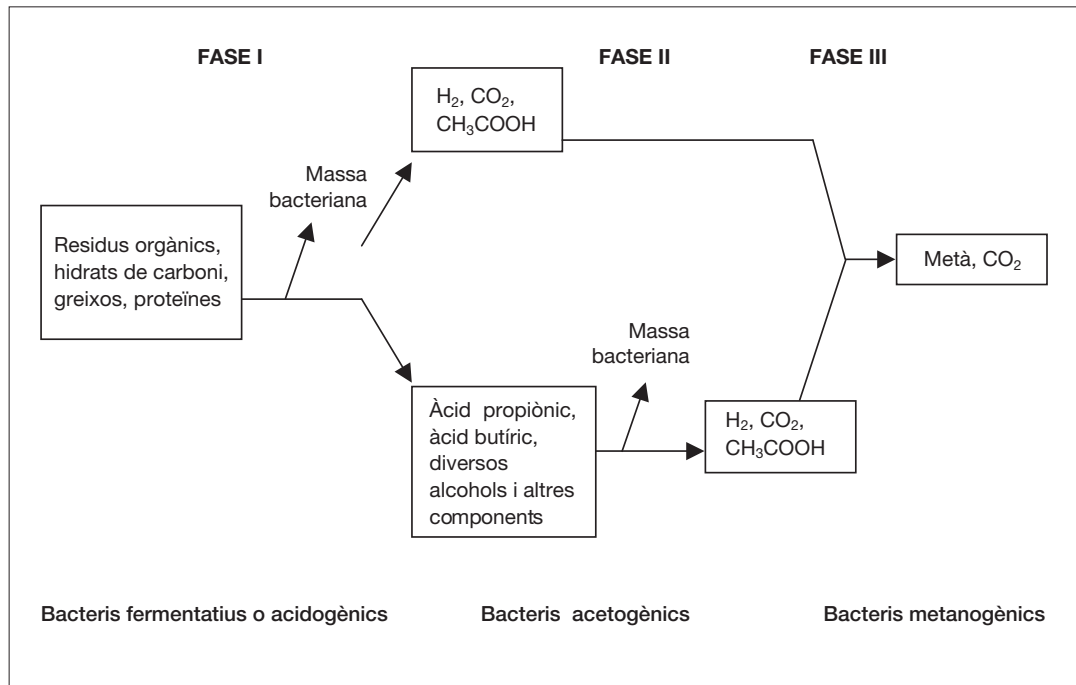 FASE I
FASE II
FASE III
H₂, CO₂,
CH₃COOH
Massa
bacteriana
Residus orgànics,
hidrats de carboni,
greixos, proteïnes
Metà, CO₂
Massa
bacteriana
Àcid propiònic,
àcid butíric,
diversos
alcohols i altres
components
H₂, CO₂,
CH₃COOH
Bacteris fermentatius o acidogènics
Bacteris acetogènics
Bacteris metanogènics